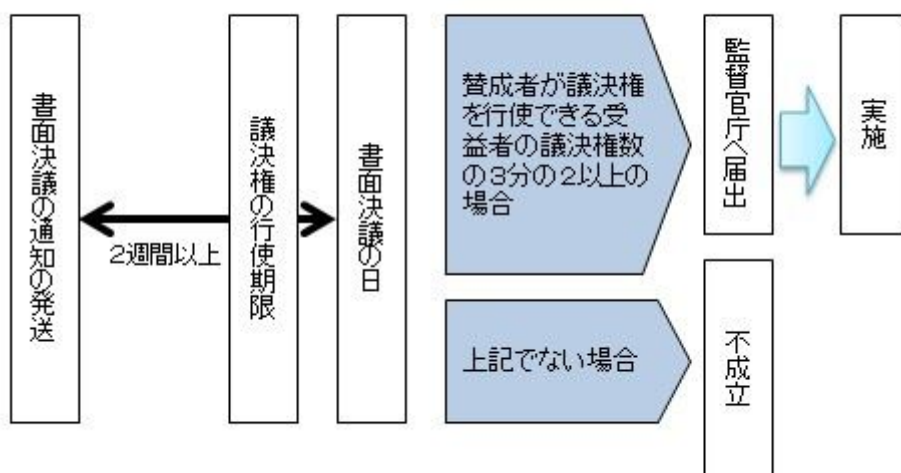 書面決議の通知の発送
2週間以上
議決権の行使期限
書面決議の日
賛成者が議決権
を行使できる受
益者の議決権数
の3分の2以上の
場合
監督官庁へ届出
実施
上記でない場合
不成立